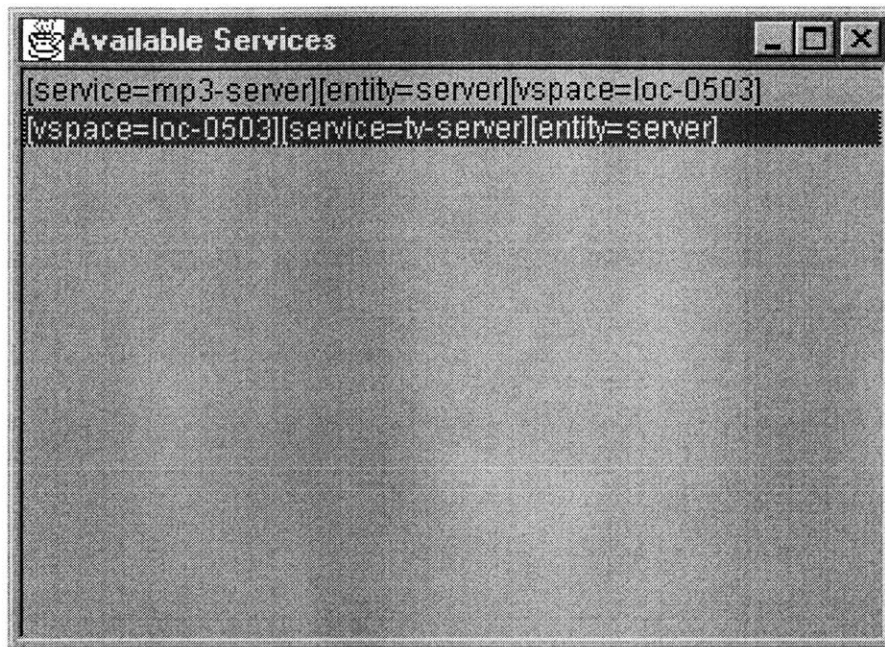 Available Services
[service=mp3-server][entity=server][vspace=loc-0503]
[vspace=loc-0503][service=tv-server][entity=server]